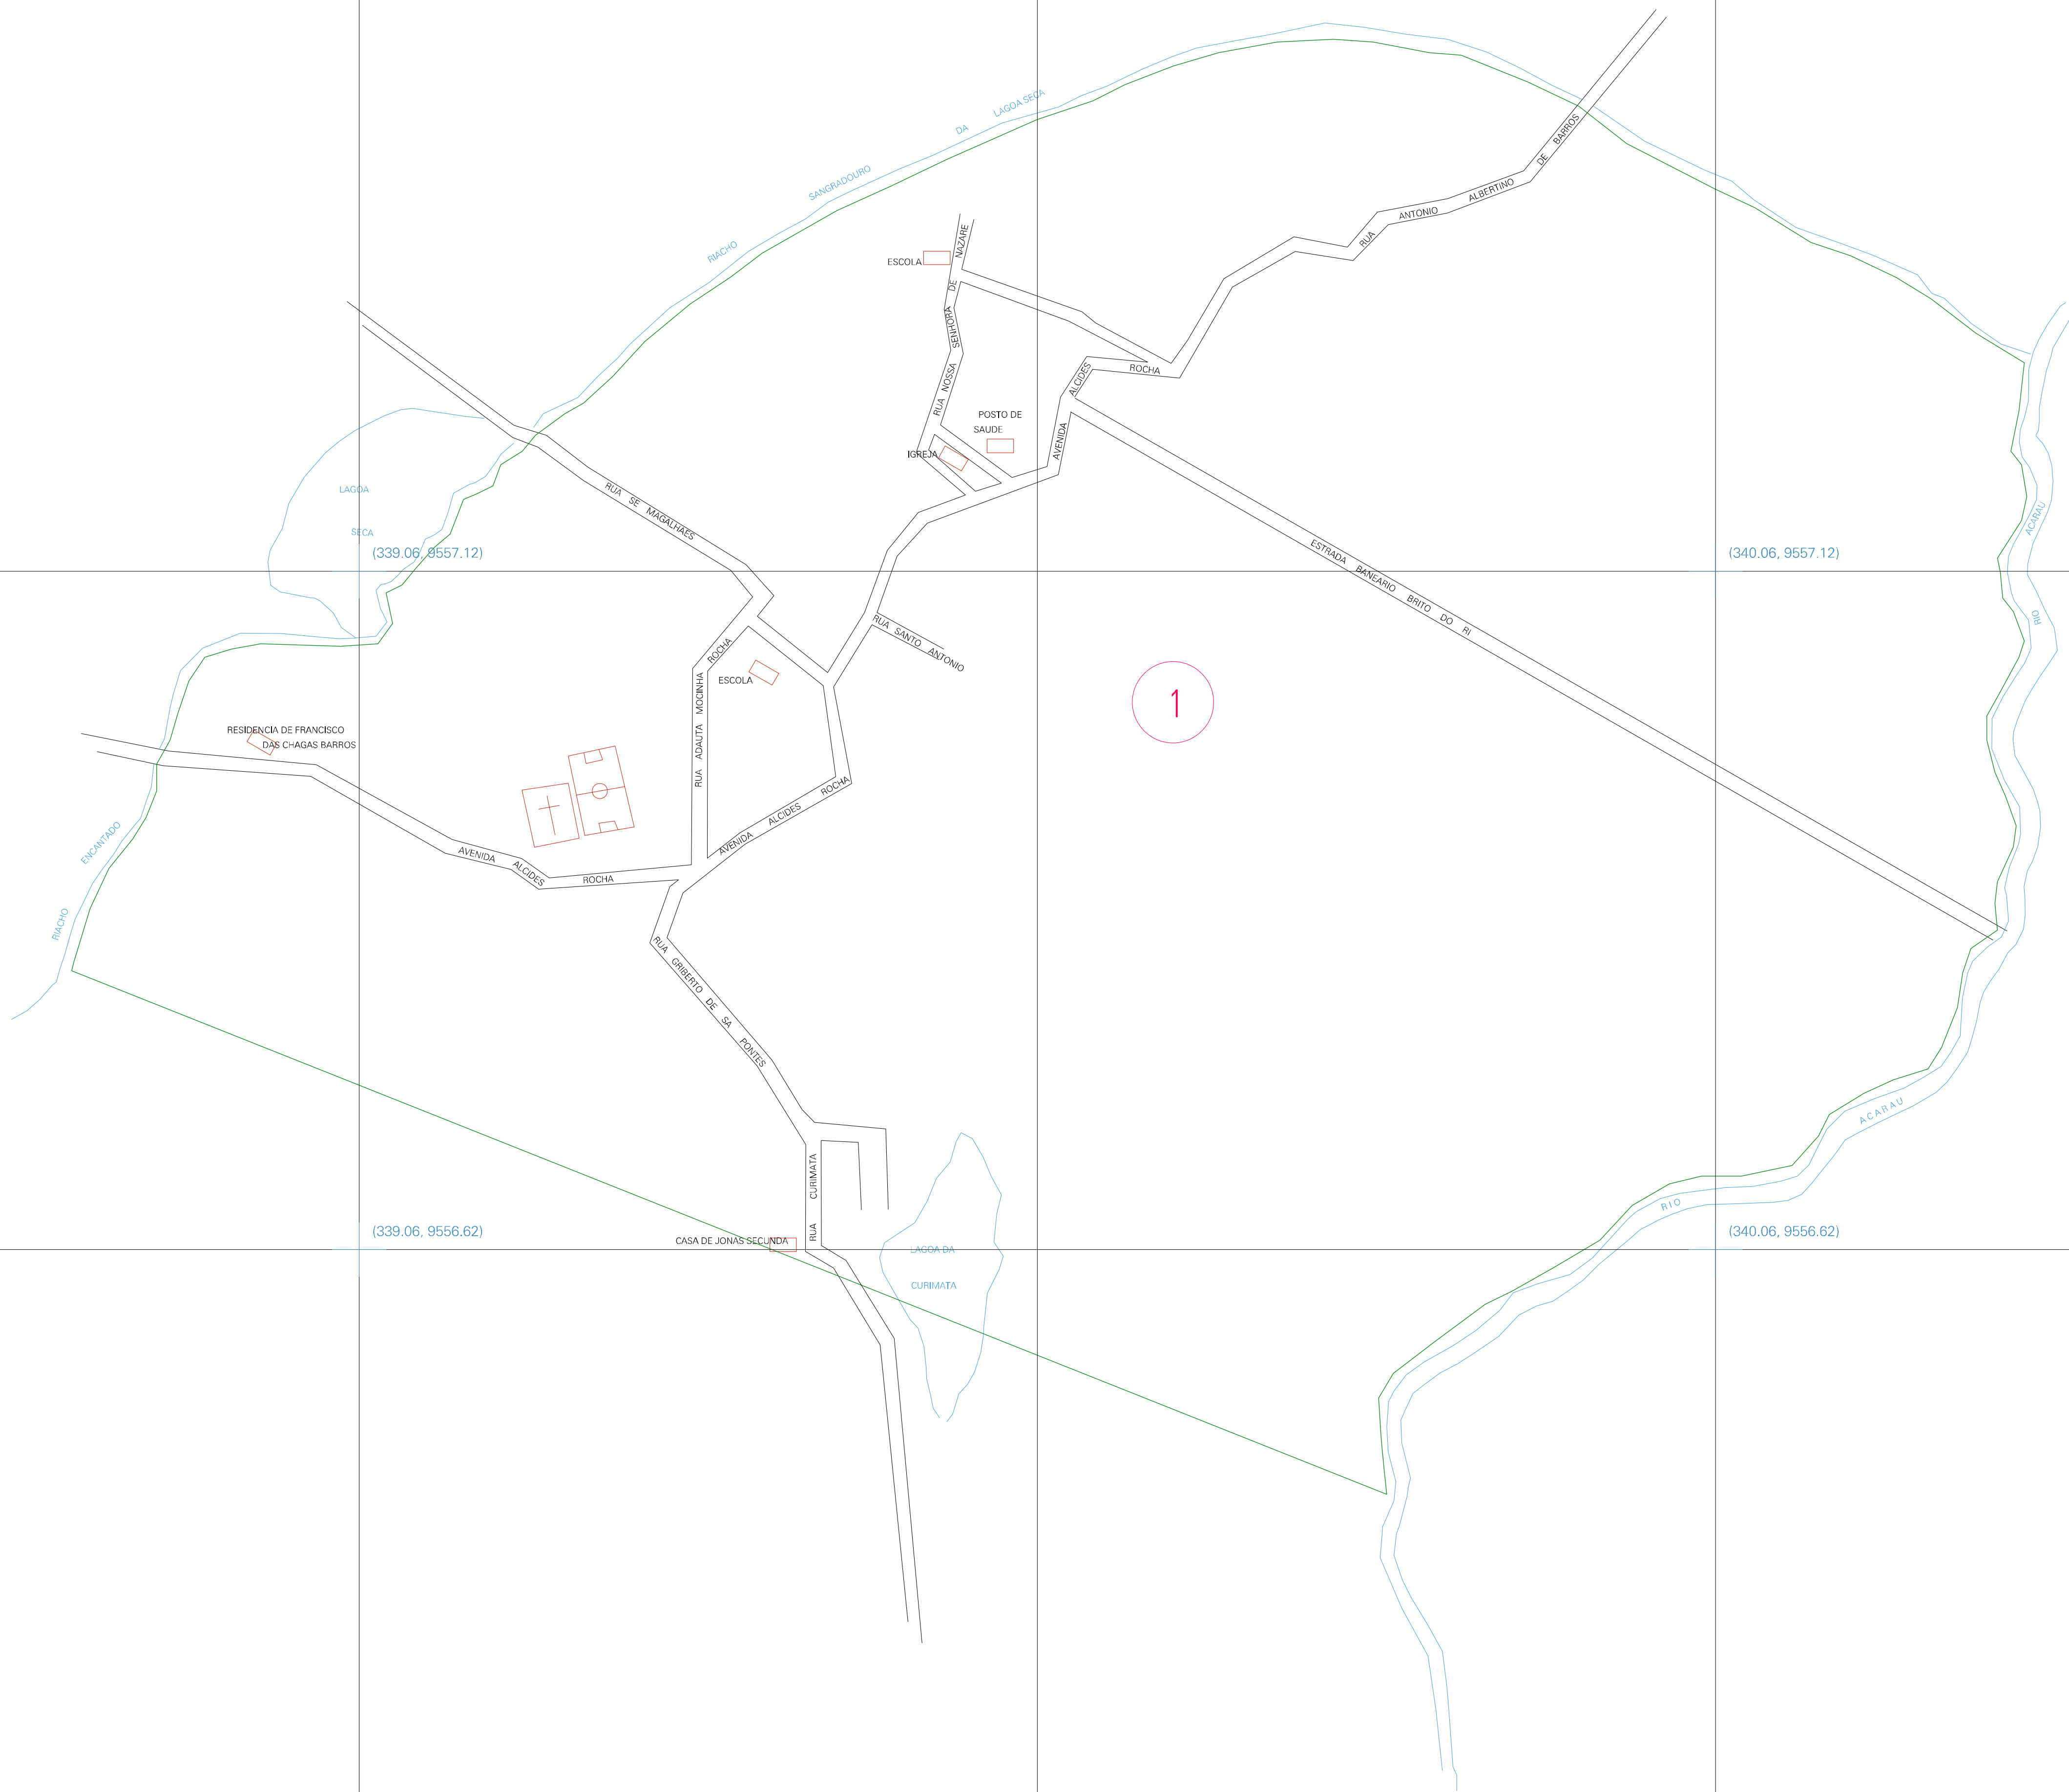 RIACHO SANGRADOURO DA LAGOA SECA
RUA ANTONIO ALBERTINO DE BARROS
ESCOLA
RUA NOSSA SENHORA DE NAZARE
AVENIDA ALCIDES ROCHA
POSTO DE
SAUDE
IGREJA
LAGOA
SECA
RUA SE MAGALHAES
(339.06, 9557.12)
(340.06, 9557.12)
ESTRADA BANEARIO BRITO DO RI
RIO ACARAU
RUA SANTO ANTONIO
RUA ADAUTA MOCINHA ROCHA
ESCOLA
1
RESIDENCIA DE FRANCISCO
DAS CHAGAS BARROS
AVENIDA ALCIDES ROCHA
AVENIDA ALCIDES ROCHA
RIACHO ENCANTADO
RUA GRIBERTO DE SA PONTES
RIO ACARAU
RUA CURIMATA
(339.06, 9556.62)
(340.06, 9556.62)
CASA DE JONAS SECUNDA
LAGOA DA
CURIMATA